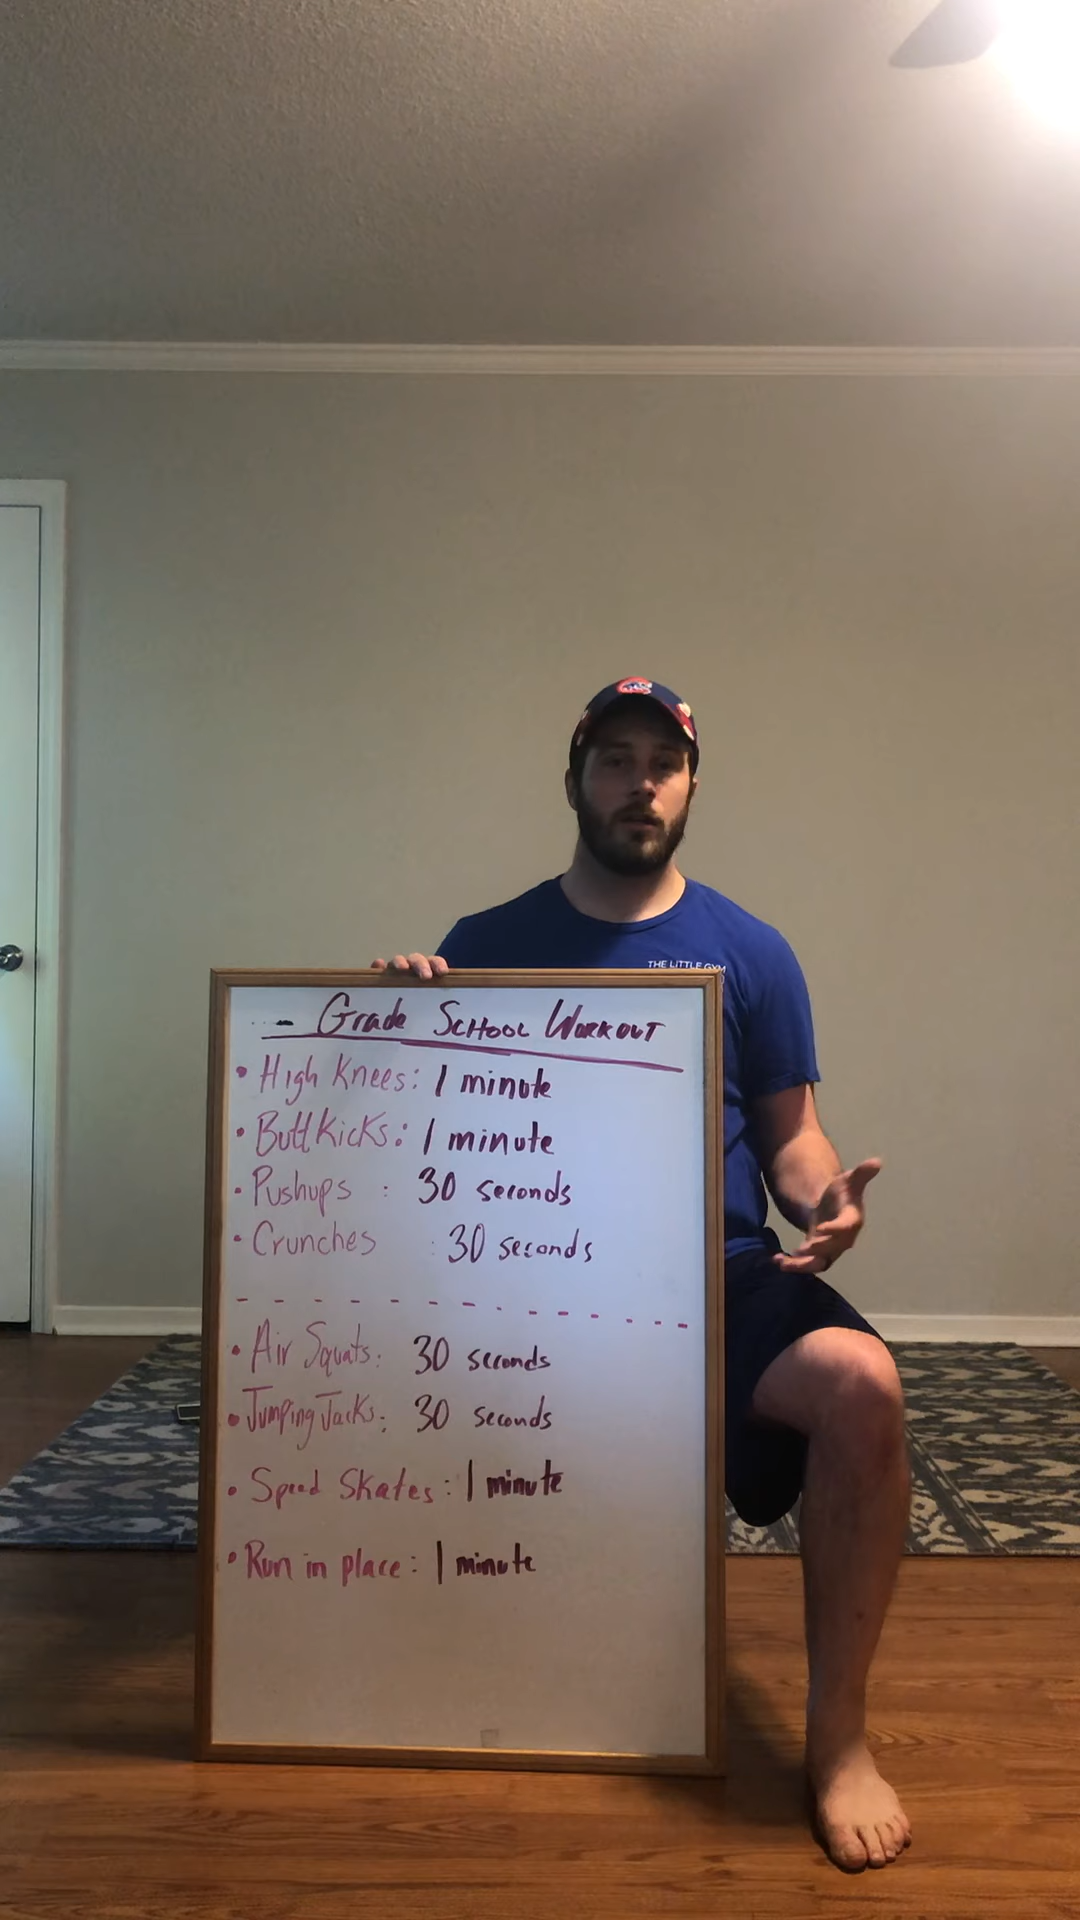 THE LITTLE GYM
Grade School Workout
• High Knees: 1 minute
• Butt Kicks: 1 minute
• Pushups : 30 seconds
• Crunches : 30 seconds
- - - - - - - - - - - -
• Air Squats: 30 seconds
• Jumping Jacks: 30 seconds
• Speed Skates: 1 minute
• Run in place: 1 minute